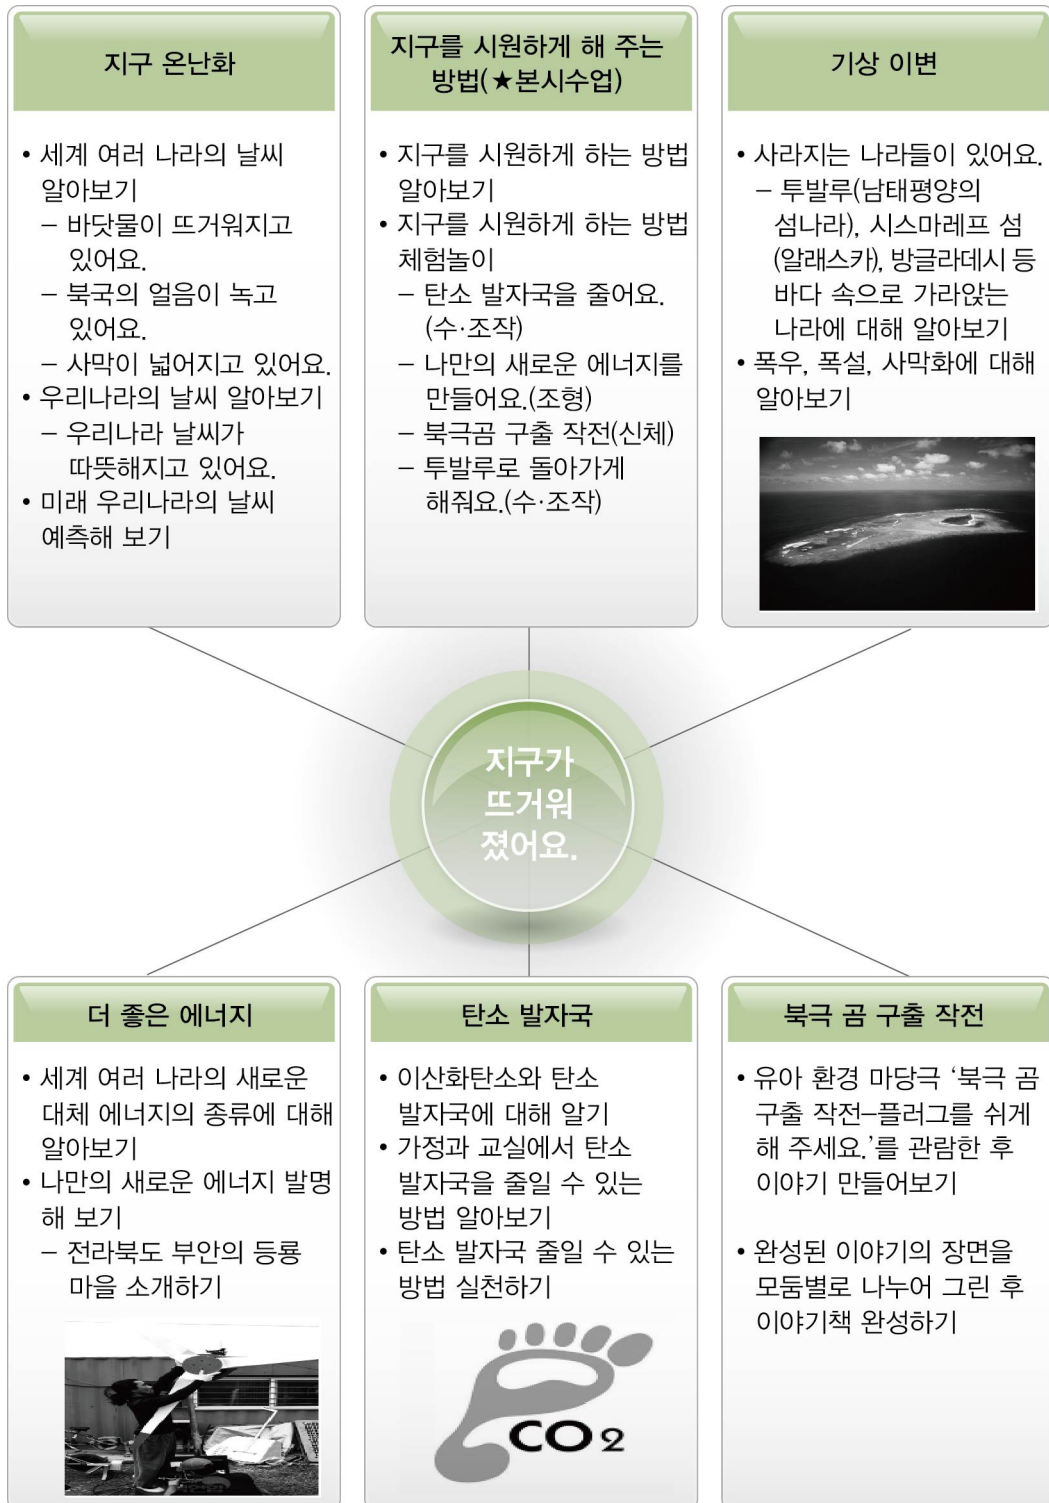 지구 온난화
• 세계 여러 나라의 날씨
알아보기
– 바닷물이 뜨거워지고
있어요.
– 북국의 얼음이 녹고
있어요.
– 사막이 넓어지고 있어요.
• 우리나라의 날씨 알아보기
– 우리나라 날씨가
따뜻해지고 있어요.
• 미래 우리나라의 날씨
예측해 보기
지구를 시원하게 해 주는
방법(★본시수업)
• 지구를 시원하게 하는 방법
알아보기
• 지구를 시원하게 하는 방법
체험놀이
– 탄소 발자국을 줄어요.
(수·조작)
– 나만의 새로운 에너지를
만들어요.(조형)
– 북극곰 구출 작전(신체)
– 투발루로 돌아가게
해줘요.(수·조작)
기상 이변
• 사라지는 나라들이 있어요.
– 투발루(남태평양의
섬나라), 시스마레프 섬
(알래스카), 방글라데시 등
바다 속으로 가라앉는
나라에 대해 알아보기
• 폭우, 폭설, 사막화에 대해
알아보기
지구가
뜨거워
졌어요.
더 좋은 에너지
• 세계 여러 나라의 새로운
대체 에너지의 종류에 대해
알아보기
• 나만의 새로운 에너지 발명
해 보기
– 전라북도 부안의 등룡
마을 소개하기
탄소 발자국
• 이산화탄소와 탄소
발자국에 대해 알기
• 가정과 교실에서 탄소
발자국을 줄일 수 있는
방법 알아보기
• 탄소 발자국 줄일 수 있는
방법 실천하기
CO2
북극 곰 구출 작전
• 유아 환경 마당극 ‘북극 곰
구출 작전–플러그를 쉬게
해 주세요.’를 관람한 후
이야기 만들어보기
• 완성된 이야기의 장면을
모둠별로 나누어 그린 후
이야기책 완성하기